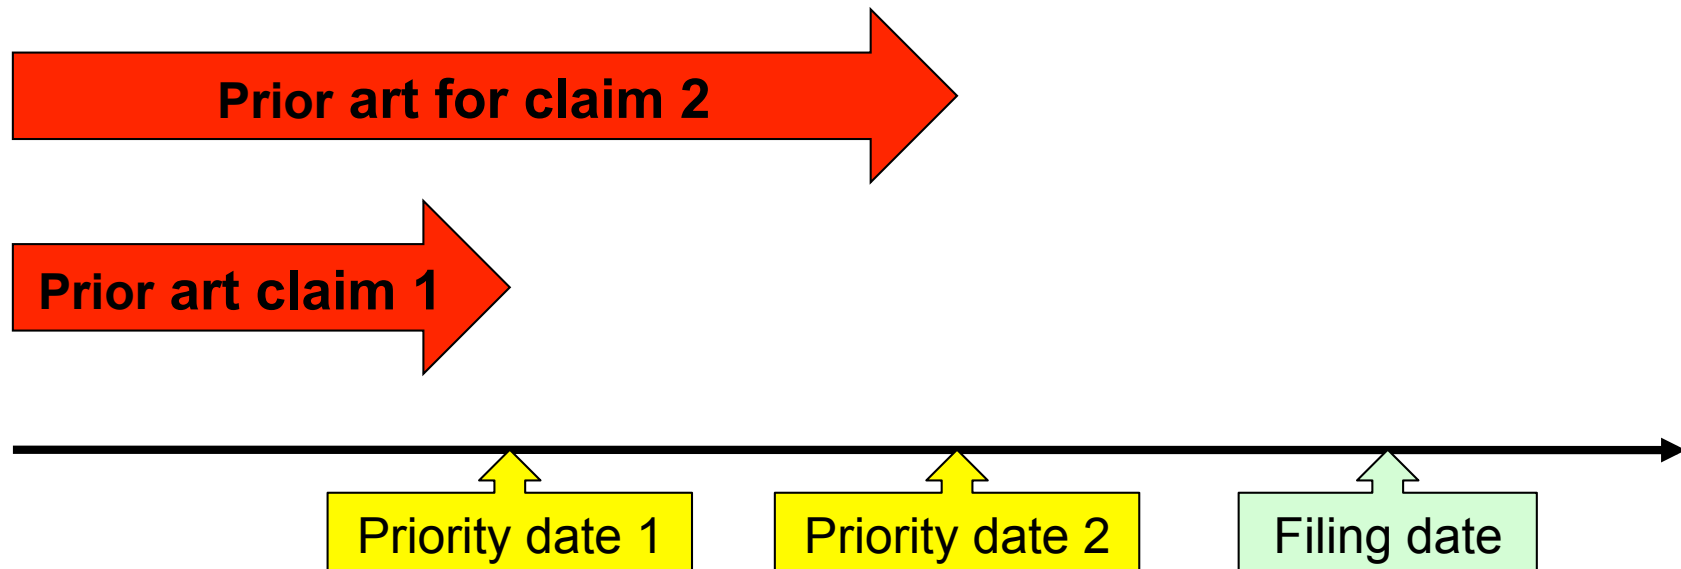 Prior art for claim 2
Prior art claim 1
Priority date 1
Priority date 2
Filing date